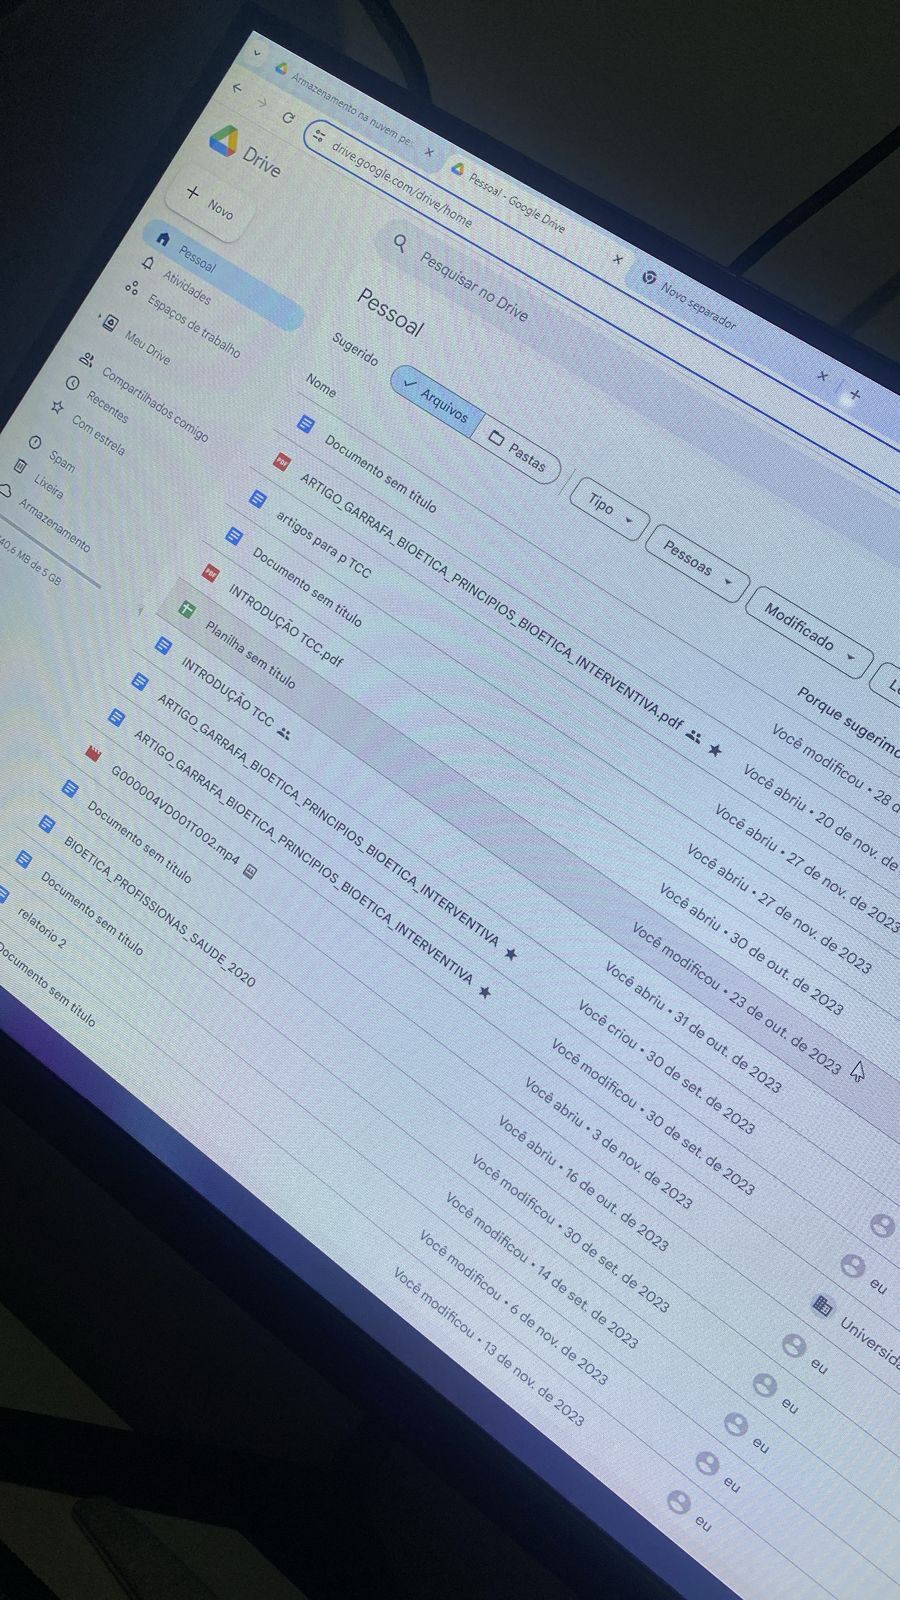 Armazenamento na nuvem pe...
Pessoal - Google Drive
Novo separador
drive.google.com/drive/home
Drive
Pesquisar no Drive
Novo
Pessoal
Atividades
Espaços de trabalho
Meu Drive
Compartilhados comigo
Recentes
Com estrela
Spam
Lixeira
Armazenamento
40,6 MB de 5 GB
Pessoal
Sugerido
Arquivos
Pastas
Tipo
Pessoas
Modificado
Nome
Porque sugerimo
Documento sem título
Você modificou • 28 d
ARTIGO_GARRAFA_BIOETICA_PRINCIPIOS_BIOETICA_INTERVENTIVA.pdf
Você abriu • 20 de nov. de
artigos para p TCC
Você abriu • 27 de nov. de 2023
Documento sem título
Você abriu • 27 de nov. de 2023
INTRODUÇÃO TCC.pdf
Você abriu • 30 de out. de 2023
Planilha sem título
Você modificou • 23 de out. de 2023
INTRODUÇÃO TCC
Você abriu • 31 de out. de 2023
ARTIGO_GARRAFA_BIOETICA_PRINCIPIOS_BIOETICA_INTERVENTIVA
Você criou • 30 de set. de 2023
ARTIGO_GARRAFA_BIOETICA_PRINCIPIOS_BIOETICA_INTERVENTIVA
Você modificou • 30 de set. de 2023
eu
G000004VD001T002.mp4
Você abriu • 3 de nov. de 2023
Universida
Documento sem título
Você abriu • 16 de out. de 2023
eu
BIOETICA_PROFISSIONAS_SAUDE_2020
Você modificou • 30 de set. de 2023
eu
Documento sem título
Você modificou • 14 de set. de 2023
eu
relatorio 2
Você modificou • 6 de nov. de 2023
eu
Documento sem título
Você modificou • 13 de nov. de 2023
eu